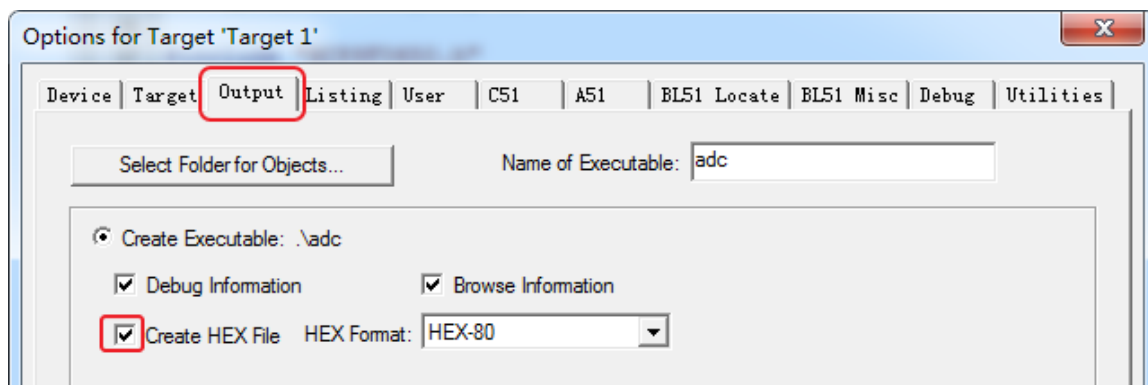 Options for Target 'Target 1'
Device Target Output Listing User C51 A51 BL51 Locate BL51 Misc Debug Utilities
Select Folder for Objects... Name of Executable: adc
Create Executable: .\adc
Debug Information Browse Information
Create HEX File HEX Format: HEX-80